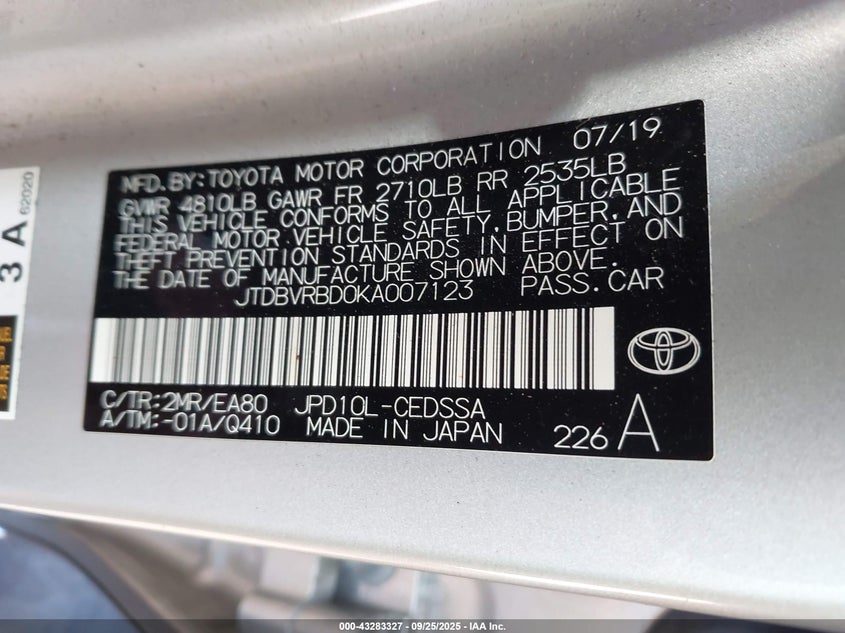 MFD.BY:TOYOTA MOTOR CORPORATION 07/19
GVWR 4810LB GAWR FR 2710LB RR 2535LB
THIS VEHICLE CONFORMS TO ALL APPLICABLE
FEDERAL MOTOR VEHICLE SAFETY,BUMPER,AND
THEFT PREVENTION STANDARDS IN EFFECT ON
THE DATE OF MANUFACTURE SHOWN ABOVE.
JTDBVRBD0KA007123 PASS.CAR
C/TR:2MR/EA80 JPD10L-CEDSSA
A/TM:-01A/Q410 MADE IN JAPAN 226 A
3 A
62020
000-43283327 - 09/25/2025 - IAA Inc.